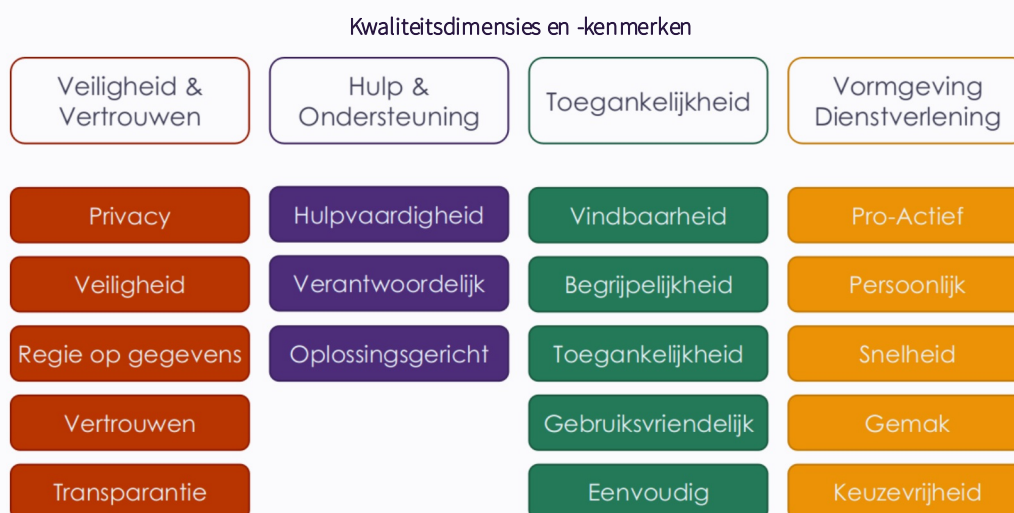 Kwaliteitsdimensies en -kenmerken
Veiligheid &
Vertrouwen
Hulp &
Ondersteuning
Toegankelijkheid
Vormgeving
Dienstverlening
Privacy
Hulpvaardigheid
Vindbaarheid
Pro-Actief
Veiligheid
Verantwoordelijk
Begrijpelijkheid
Persoonlijk
Regie op gegevens
Oplossingsgericht
Toegankelijkheid
Snelheid
Vertrouwen
Gebruiksvriendelijk
Gemak
Transparantie
Eenvoudig
Keuzevrijheid